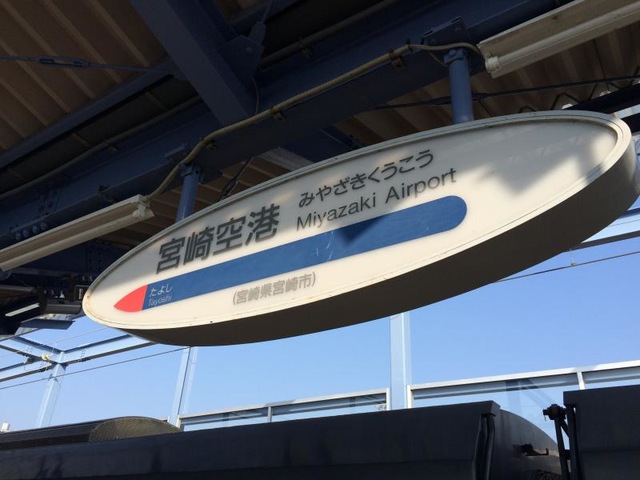 宮崎空港
みやざきくうこう
Miyazaki Airport
たよし
Tayoshi
(宮崎県宮崎市)